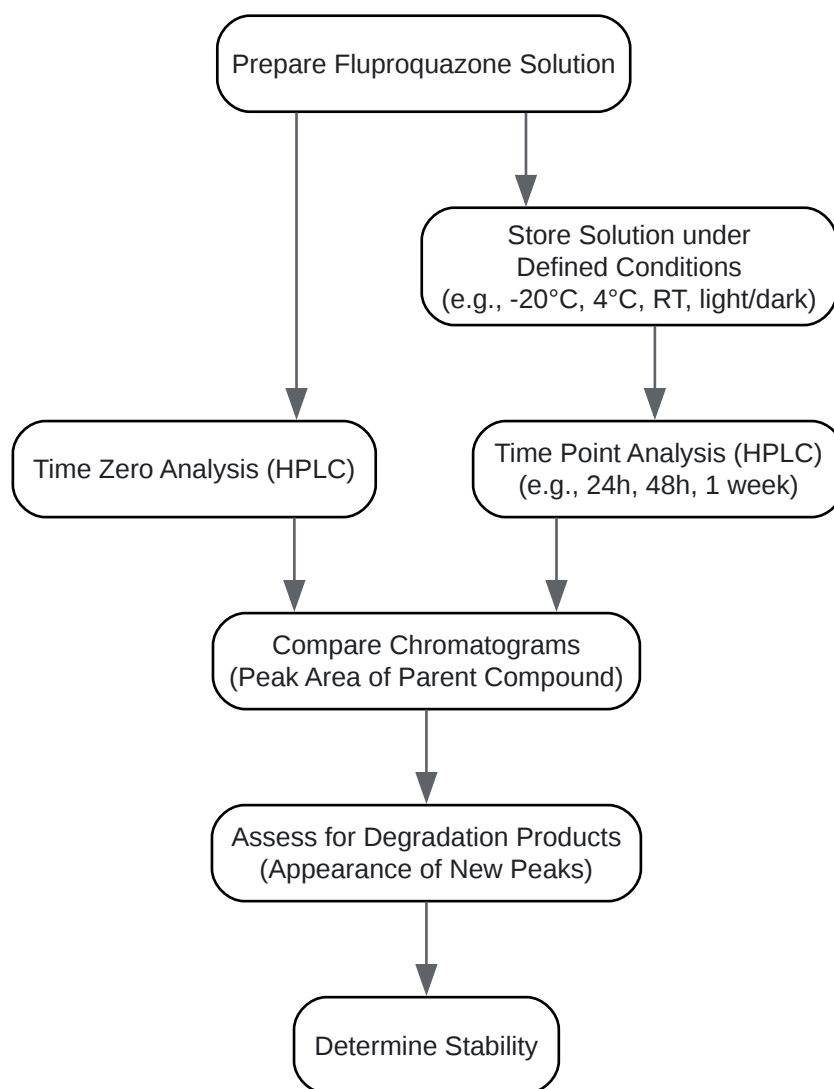 Prepare Fluproquazone Solution
Store Solution under
Defined Conditions
(e.g., -20°C, 4°C, RT, light/dark)
Time Zero Analysis (HPLC)
Time Point Analysis (HPLC)
(e.g., 24h, 48h, 1 week)
Compare Chromatograms
(Peak Area of Parent Compound)
Assess for Degradation Products
(Appearance of New Peaks)
Determine Stability